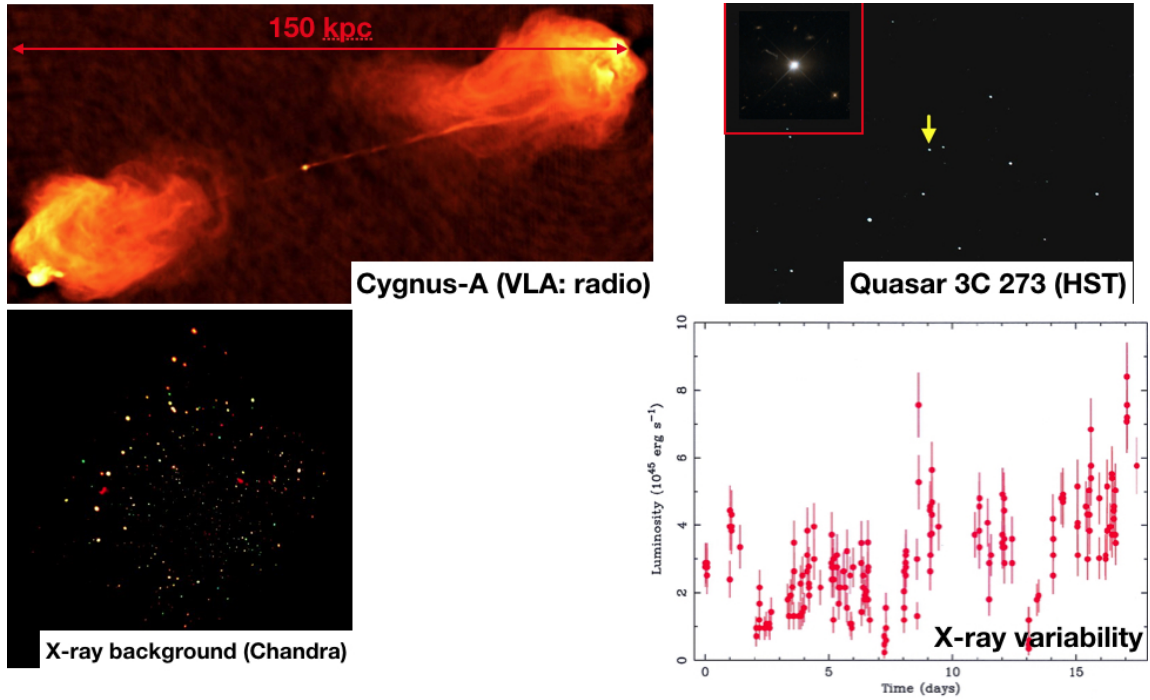 150 kpc
Cygnus-A (VLA: radio)
Quasar 3C 273 (HST)
X-ray background (Chandra)
10
8
6
4
2
0
Luminosity (10⁴⁵ erg s⁻¹)
X-ray variability
0 5 10 15
Time (days)